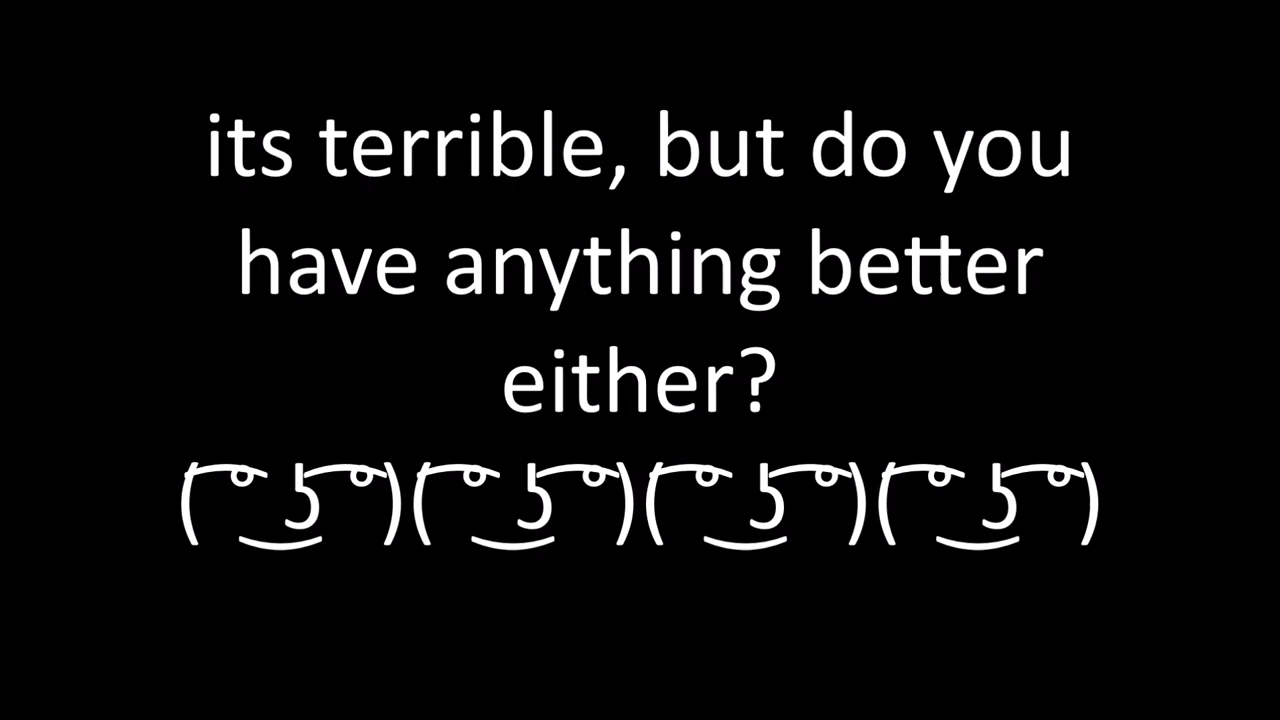 its terrible, but do you
have anything better
either?
( ͡° ͜ʖ ͡°)( ͡° ͜ʖ ͡°)( ͡° ͜ʖ ͡°)( ͡° ͜ʖ ͡°)